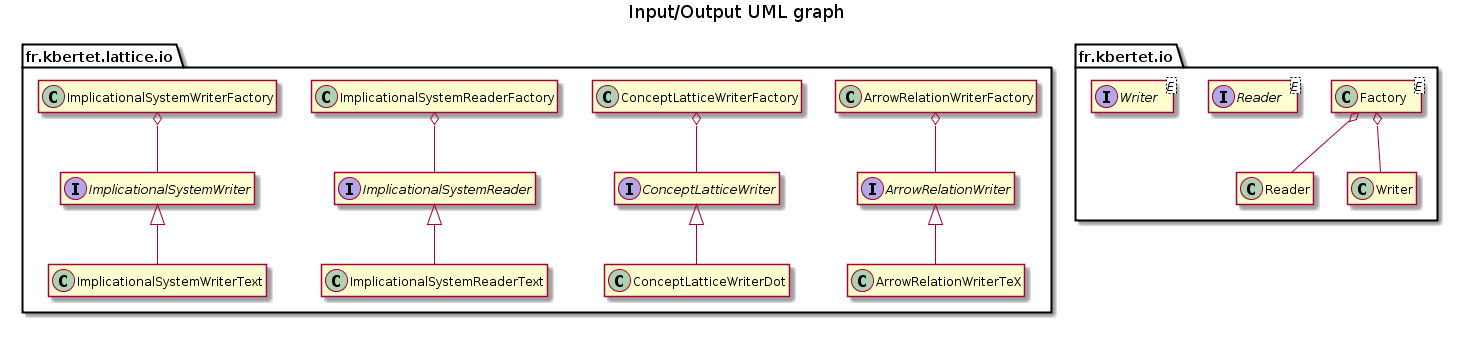 Input/Output UML graph
fr.kbertet.lattice.io
C ImplicationalSystemWriterFactory
C ImplicationalSystemReaderFactory
C ConceptLatticeWriterFactory
C ArrowRelationWriterFactory
I ImplicationalSystemWriter
I ImplicationalSystemReader
I ConceptLatticeWriter
I ArrowRelationWriter
C ImplicationalSystemWriterText
C ImplicationalSystemReaderText
C ConceptLatticeWriterDot
C ArrowRelationWriterTeX
fr.kbertet.io
I Writer E
I Reader E
C Factory E
C Reader
C Writer